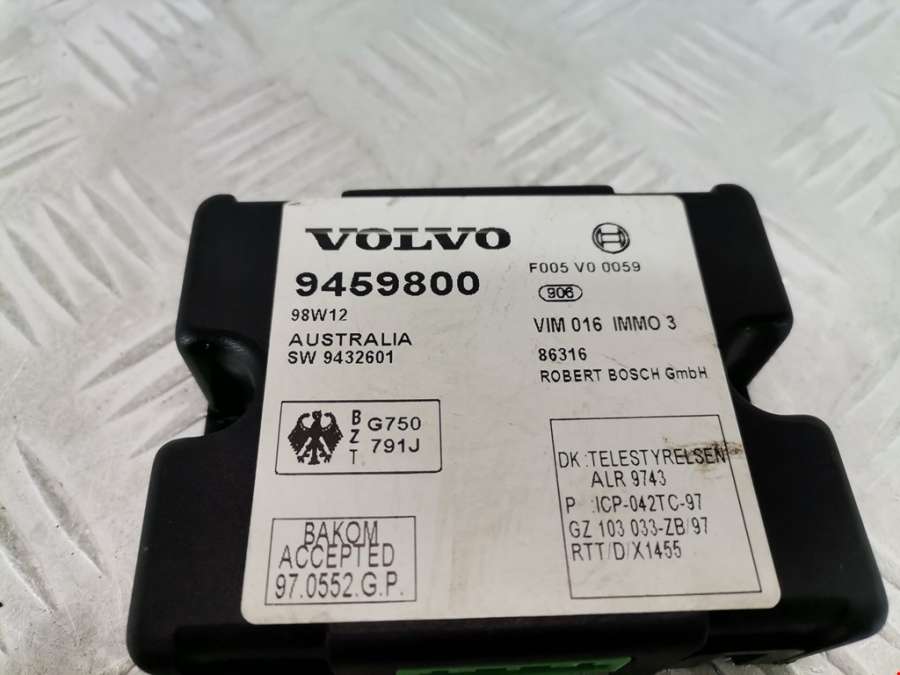 VOLVO
9459800
98W12
AUSTRALIA
SW 9432601
F005 V0 0059
906
VIM 016 IMMO 3
86316
ROBERT BOSCH GmbH
BZT
G750
791J
BAKOM
ACCEPTED
97.0552.G.P.
DK :TELESTYRELSEN
ALR 9743
P :ICP-042TC-97
GZ 103 033-ZB/97
RTT/D/X1455